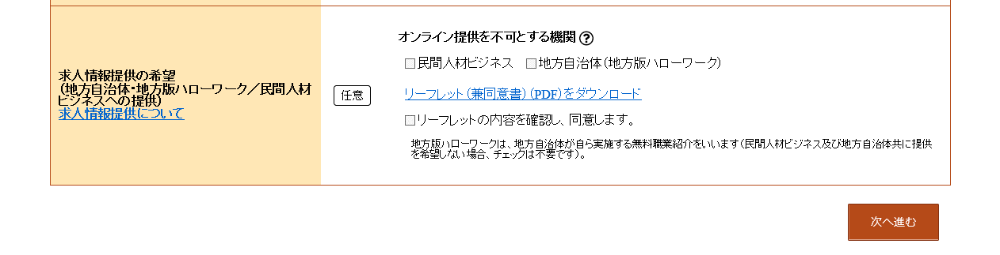 オンライン提供を不可とする機関 ?
□民間人材ビジネス □地方自治体(地方版ハローワーク)
求人情報提供の希望
(地方自治体・地方版ハローワーク/民間人材
ビジネスへの提供)
求人情報提供について
任意
リーフレット(兼同意書)(PDF)をダウンロード
□リーフレットの内容を確認し、同意します。
地方版ハローワークは、地方自治体が自ら実施する無料職業紹介をいいます(民間人材ビジネス及び地方自治体共に提供
を希望しない場合、チェックは不要です)。
次へ進む